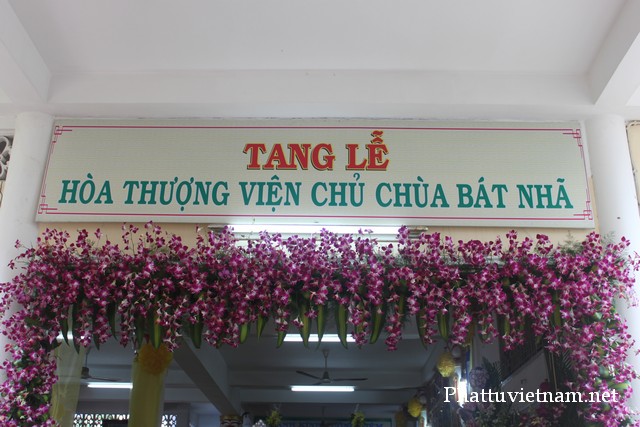 TANG LỄ
HÒA THƯỢNG VIỆN CHỦ CHÙA BÁT NHÃ
Phattuvietnam.net